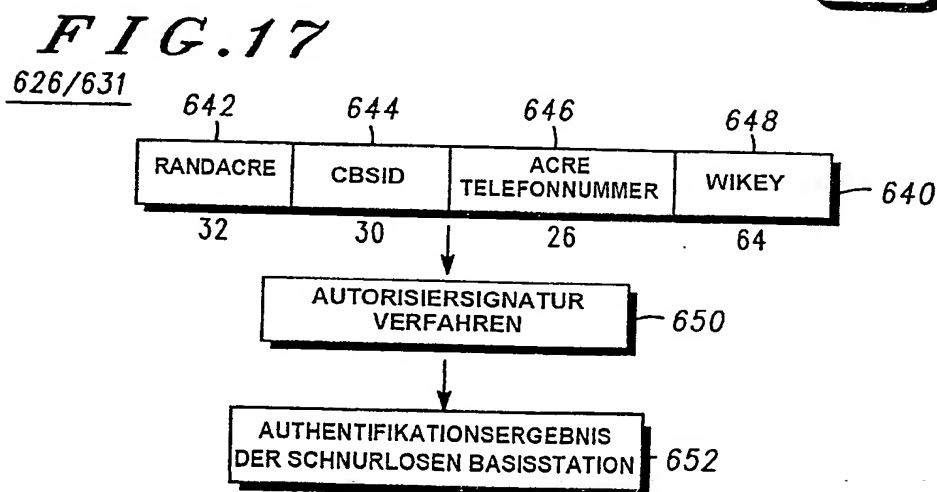 FIG.17
626/631
642 644 646 648
RANDACRE CBSID ACRE TELEFONNUMMER WIKEY 640
32 30 26 64
AUTORISIERSIGNATUR
VERFAHREN 650
AUTHENTIFIKATIONSERGEBNIS
DER SCHNURLOSEN BASISSTATION 652